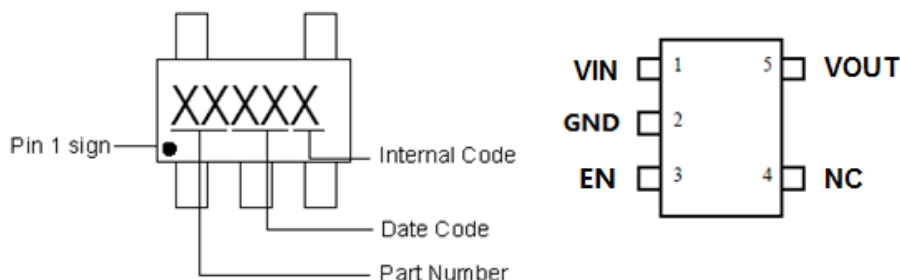 XXXXX
Pin 1 sign
Internal Code
Date Code
Part Number
VIN 1 5 VOUT
GND 2
EN 3 4 NC